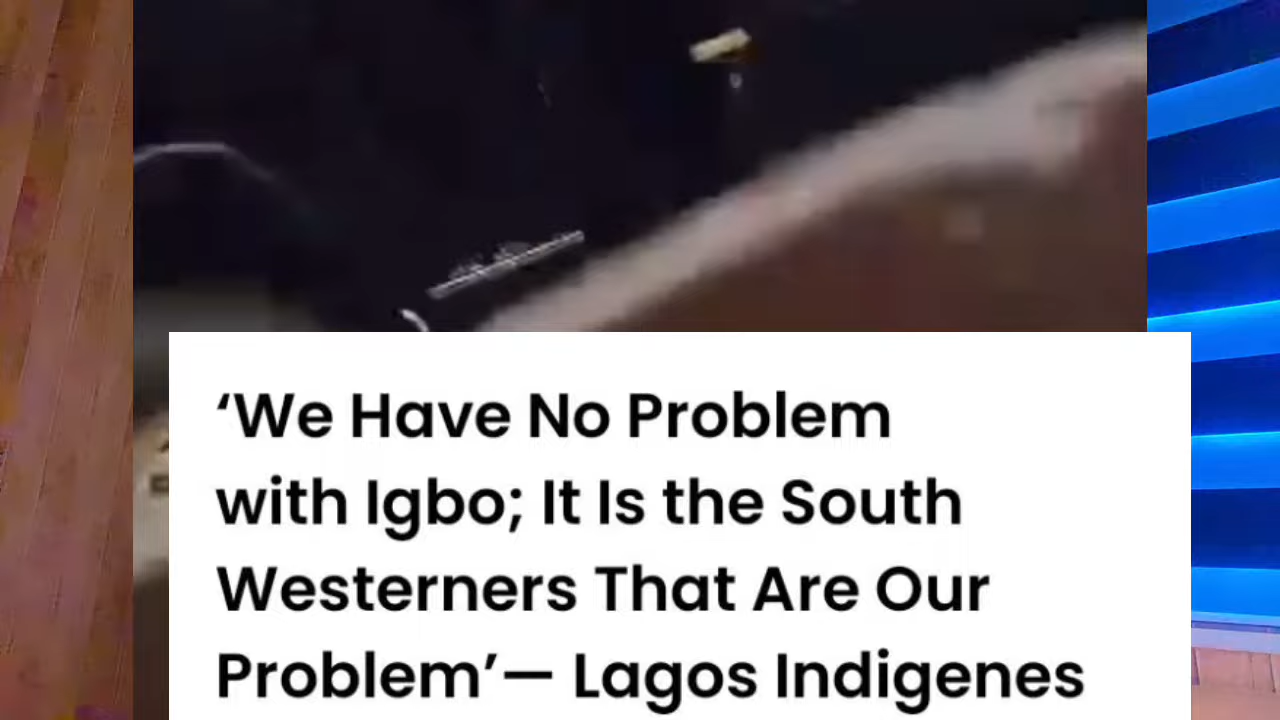 ‘We Have No Problem
with Igbo; It Is the South
Westerners That Are Our
Problem’— Lagos Indigenes